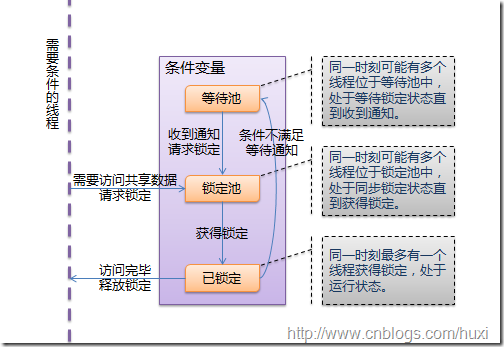 需要条件的线程
条件变量
等待池
收到通知
请求锁定
条件不满足
等待通知
需要访问共享数据
请求锁定
锁定池
获得锁定
访问完毕
释放锁定
已锁定
同一时刻可能有多个
线程位于等待池中，
处于等待锁定状态直
到收到通知。
同一时刻可能有多个
线程位于锁定池中，
处于同步锁定状态直
到获得锁定。
同一时刻最多有一个
线程获得锁定，处于
运行状态。
http://www.cnblogs.com/huxi